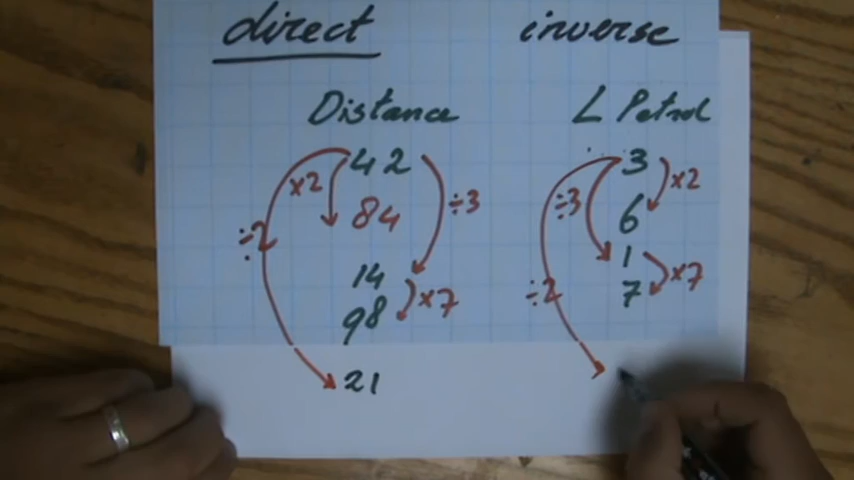 direct inverse
Distance L Petrol
×2 42 ÷3 3 ×2
÷2 84 ÷3 6
14 ×7 1 ×7
98 ÷2 7
21